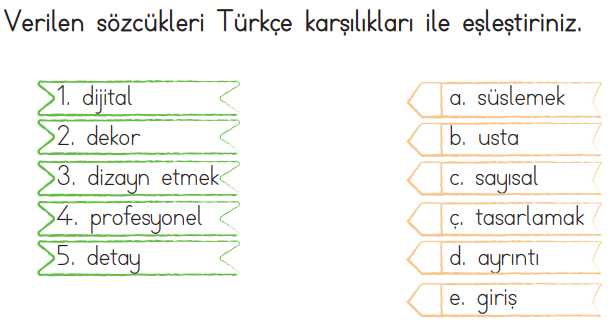 Verilen sözcükleri Türkçe karşılıkları ile eşleştiriniz.
1. dijital
2. dekor
3. dizayn etmek
4. profesyonel
5. detay
a. süslemek
b. usta
c. sayısal
ç. tasarlamak
d. ayrıntı
e. giriş